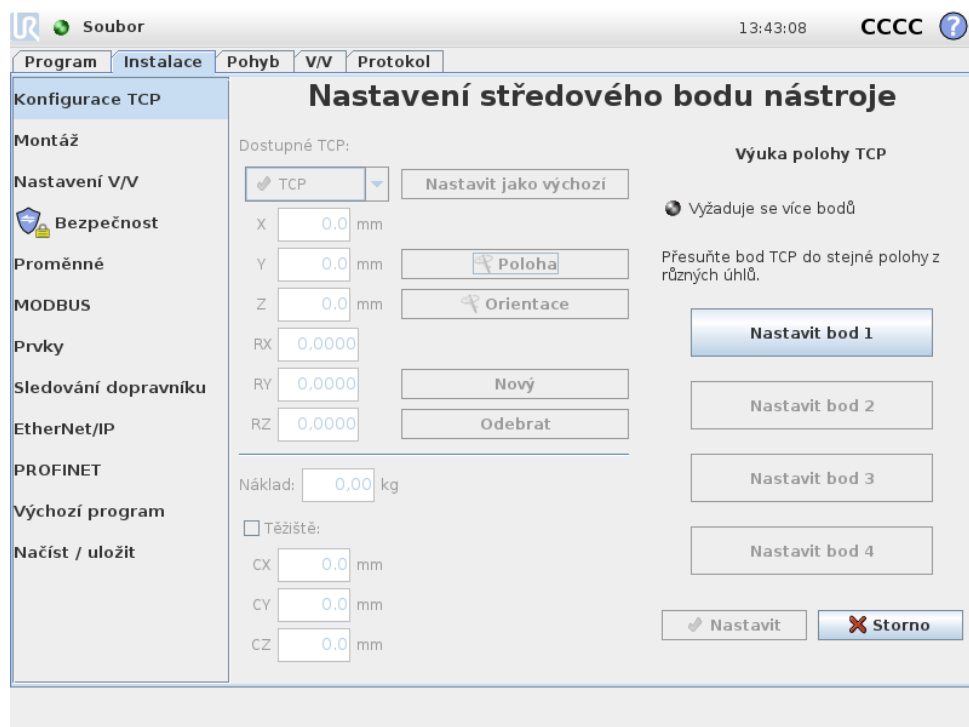 UR Soubor 13:43:08 CCCC ?
Program Instalace Pohyb V/V Protokol
Konfigurace TCP
Montáž
Nastavení V/V
Bezpečnost
Proměnné
MODBUS
Prvky
Sledování dopravníku
EtherNet/IP
PROFINET
Výchozí program
Načíst / uložit
Nastavení středového bodu nástroje
Dostupné TCP:
TCP Nastavit jako výchozí
X 0.0 mm
Y 0.0 mm Poloha
Z 0.0 mm Orientace
RX 0,0000
RY 0,0000 Nový
RZ 0,0000 Odebrat
Náklad: 0,00 kg
Těžiště:
CX 0.0 mm
CY 0.0 mm
CZ 0.0 mm
Výuka polohy TCP
Vyžaduje se více bodů
Přesuňte bod TCP do stejné polohy z
různých úhlů.
Nastavit bod 1
Nastavit bod 2
Nastavit bod 3
Nastavit bod 4
Nastavit Storno